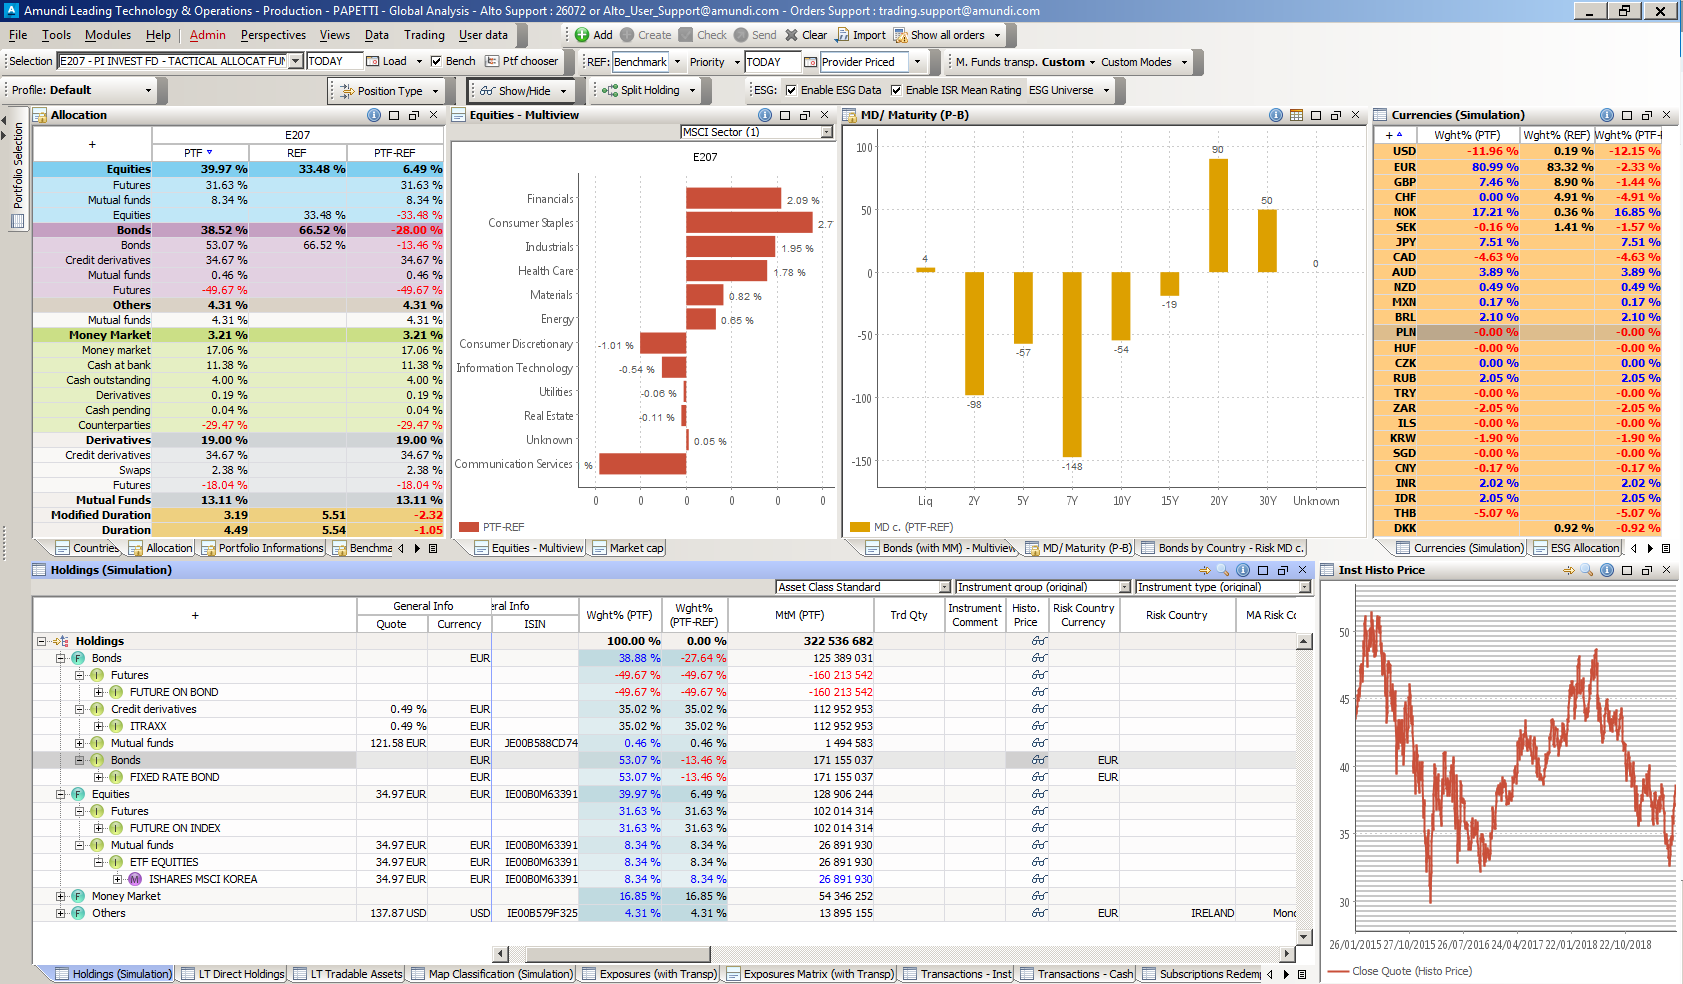 Amundi Leading Technology & Operations - Production - PAPETTI - Global Analysis - Alto Support : 26072 or Alto_User_Support@amundi.com - Orders Support : trading.support@amundi.com
File Tools Modules Help Admin Perspectives Views Data Trading User data Add Create Check Send Clear Import Show all orders
Selection E207 - PI INVEST FD - TACTICAL ALLOCAT FUN TODAY Load Bench Ptf chooser REF: Benchmark Priority TODAY Provider Priced M. Funds transp. Custom Custom Modes
Profile: Default Position Type Show/Hide Split Holding ESG: Enable ESG Data Enable ISR Mean Rating ESG Universe
Portfolio Selection
Allocation
+ E207
PTF REF PTF-REF
Equities 39.97 % 33.48 % 6.49 %
Futures 31.63 % 31.63 %
Mutual funds 8.34 % 8.34 %
Equities 33.48 % -33.48 %
Bonds 38.52 % 66.52 % -28.00 %
Bonds 53.07 % 66.52 % -13.46 %
Credit derivatives 34.67 % 34.67 %
Mutual funds 0.46 % 0.46 %
Futures -49.67 % -49.67 %
Others 4.31 % 4.31 %
Mutual funds 4.31 % 4.31 %
Money Market 3.21 % 3.21 %
Money market 17.06 % 17.06 %
Cash at bank 11.38 % 11.38 %
Cash outstanding 4.00 % 4.00 %
Derivatives 0.19 % 0.19 %
Cash pending 0.04 % 0.04 %
Counterparties -29.47 % -29.47 %
Derivatives 19.00 % 19.00 %
Credit derivatives 34.67 % 34.67 %
Swaps 2.38 % 2.38 %
Futures -18.04 % -18.04 %
Mutual Funds 13.11 % 13.11 %
Modified Duration 3.19 5.51 -2.32
Duration 4.49 5.54 -1.05
Countries Allocation Portfolio Informations Benchma
Equities - Multiview
MSCI Sector (1)
E207
Financials 2.09 %
Consumer Staples 2.7
Industrials 1.95 %
Health Care 1.78 %
Materials 0.82 %
Energy 0.65 %
Consumer Discretionary -1.01 %
Information Technology -0.54 %
Utilities -0.06 %
Real Estate -0.11 %
Unknown 0.05 %
Communication Services %
0 0 0 0 0 0
PTF-REF
Equities - Multiview Market cap
MD/ Maturity (P-B)
100
50
0
-50
-100
-150
4 -98 -57 -148 -54 -19 90 50 0
Liq 2Y 5Y 7Y 10Y 15Y 20Y 30Y Unknown
MD c. (PTF-REF)
Bonds (with MM) - Multiview MD/ Maturity (P-B) Bonds by Country - Risk MD c.
Currencies (Simulation)
+ Wght% (PTF) Wght% (REF) Wght% (PTF-
USD -11.96 % 0.19 % -12.15 %
EUR 80.99 % 83.32 % -2.33 %
GBP 7.46 % 8.90 % -1.44 %
CHF 0.00 % 4.91 % -4.91 %
NOK 17.21 % 0.36 % 16.85 %
SEK -0.16 % 1.41 % -1.57 %
JPY 7.51 % 7.51 %
CAD -4.63 % -4.63 %
AUD 3.89 % 3.89 %
NZD 0.49 % 0.49 %
MXN 0.17 % 0.17 %
BRL 2.10 % 2.10 %
PLN -0.00 % -0.00 %
HUF -0.00 % -0.00 %
CZK 0.00 % 0.00 %
RUB 2.05 % 2.05 %
TRY -0.00 % -0.00 %
ZAR -2.05 % -2.05 %
ILS -0.00 % -0.00 %
KRW -1.90 % -1.90 %
SGD -0.00 % -0.00 %
CNY -0.17 % -0.17 %
INR 2.02 % 2.02 %
IDR 2.05 % 2.05 %
THB -5.07 % -5.07 %
DKK 0.92 % -0.92 %
Currencies (Simulation) ESG Allocation
Holdings (Simulation)
Asset Class Standard Instrument group (original) Instrument type (original)
+ General Info ral Info Wght% (PTF) Wght% (PTF-REF) MtM (PTF) Trd Qty Instrument Comment Histo. Price Risk Country Currency Risk Country MA Risk Co
Quote Currency ISIN
Holdings 100.00 % 0.00 % 322 536 682
F Bonds EUR 38.88 % -27.64 % 125 389 031
I Futures -49.67 % -49.67 % -160 213 542
I FUTURE ON BOND -49.67 % -49.67 % -160 213 542
I Credit derivatives 0.49 % EUR 35.02 % 35.02 % 112 952 953
I ITRAXX 0.49 % EUR 35.02 % 35.02 % 112 952 953
I Mutual funds 121.58 EUR EUR JE00B588CD74 0.46 % 0.46 % 1 494 583
I Bonds EUR 53.07 % -13.46 % 171 155 037 EUR
I FIXED RATE BOND EUR 53.07 % -13.46 % 171 155 037 EUR
F Equities 34.97 EUR EUR IE00B0M63391 39.97 % 6.49 % 128 906 244
I Futures 31.63 % 31.63 % 102 014 314
I FUTURE ON INDEX 31.63 % 31.63 % 102 014 314
I Mutual funds 34.97 EUR EUR IE00B0M63391 8.34 % 8.34 % 26 891 930
I ETF EQUITIES 34.97 EUR EUR IE00B0M63391 8.34 % 8.34 % 26 891 930
M ISHARES MSCI KOREA 34.97 EUR EUR IE00B0M63391 8.34 % 8.34 % 26 891 930
F Money Market 16.85 % 16.85 % 54 346 252
F Others 137.87 USD USD IE00B579F325 4.31 % 4.31 % 13 895 155 EUR IRELAND Mono
Holdings (Simulation) LT Direct Holdings LT Tradable Assets Map Classification (Simulation) Exposures (with Transp) Exposures Matrix (with Transp) Transactions - Inst Transactions - Cash Subscriptions Redemp
Inst Histo Price
50
45
40
35
30
26/01/2015 27/10/2015 26/07/2016 24/04/2017 22/01/2018 22/10/2018
Close Quote (Histo Price)